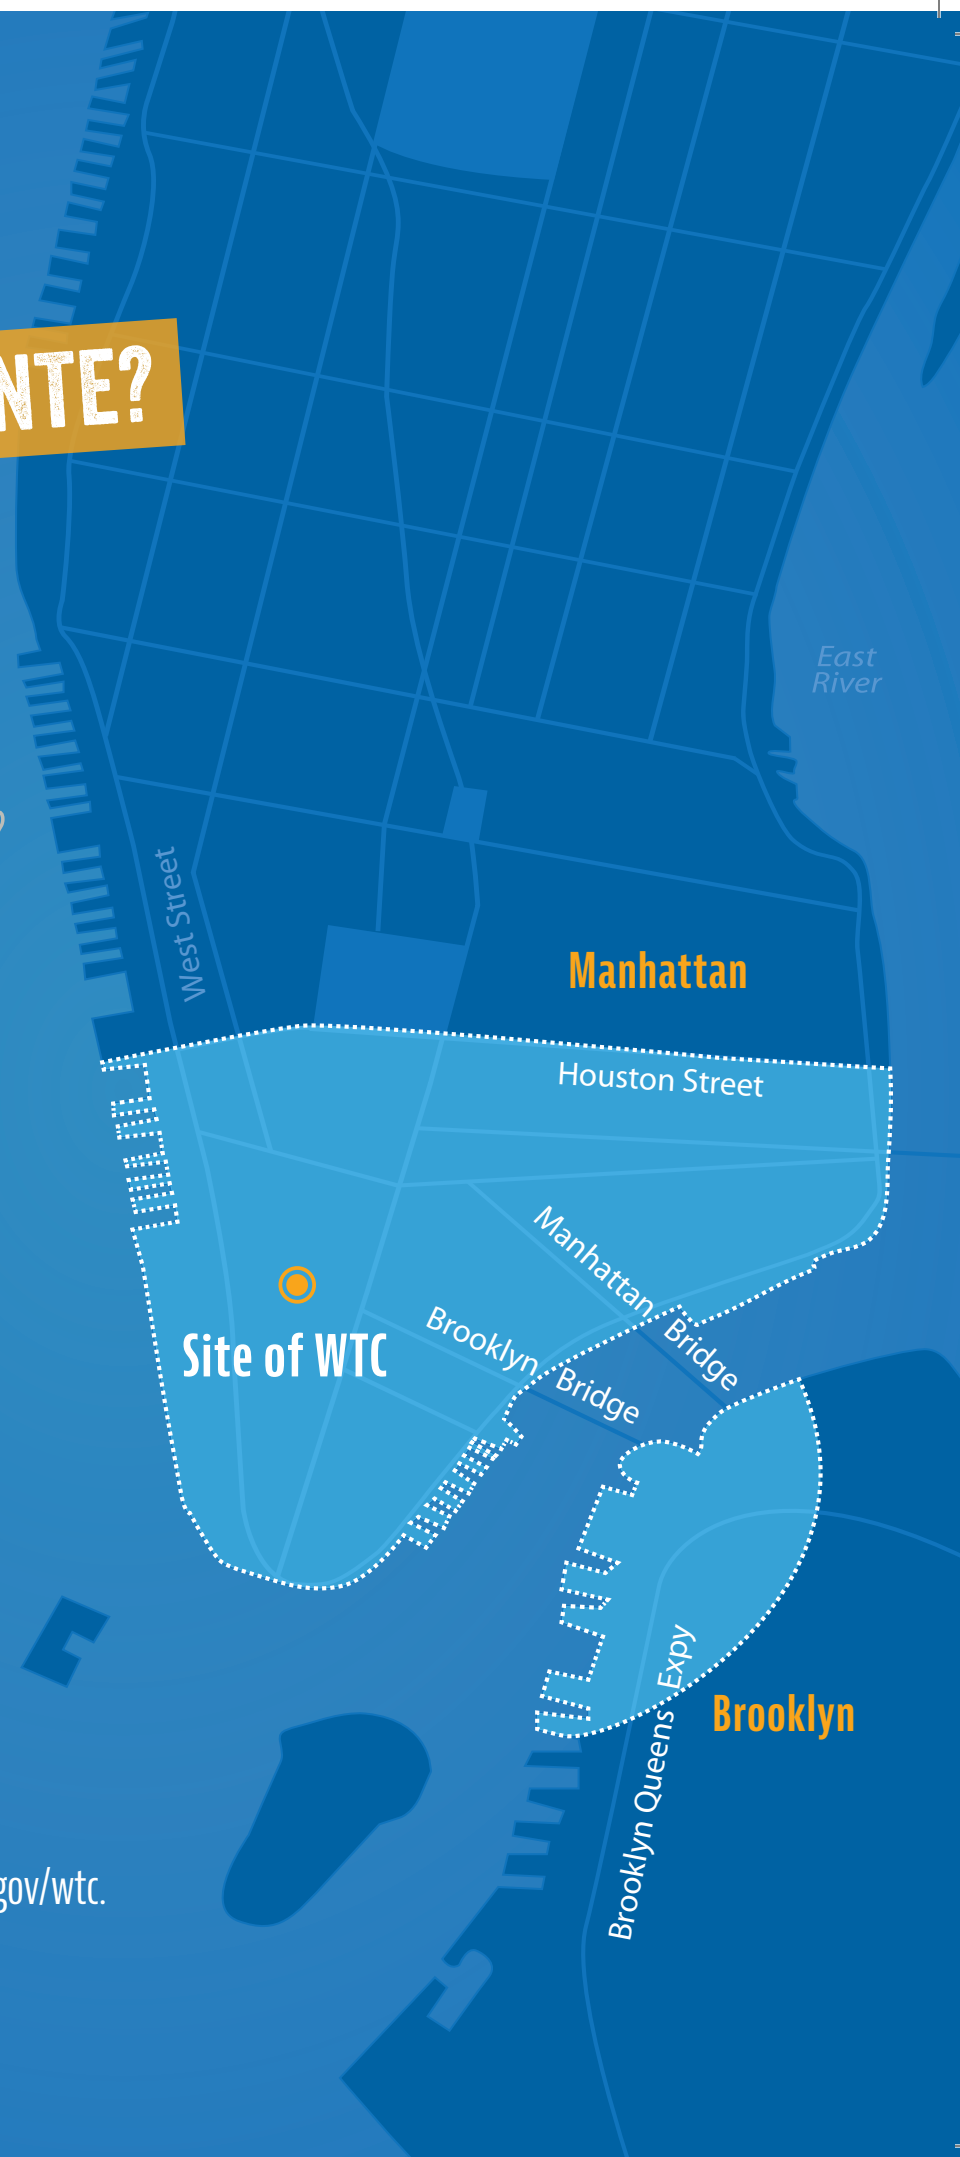 NTE?
East
River
West Street
Manhattan
Houston Street
Manhattan Bridge
Brooklyn Bridge
Site of WTC
Brooklyn Queens Expy
Brooklyn
gov/wtc.